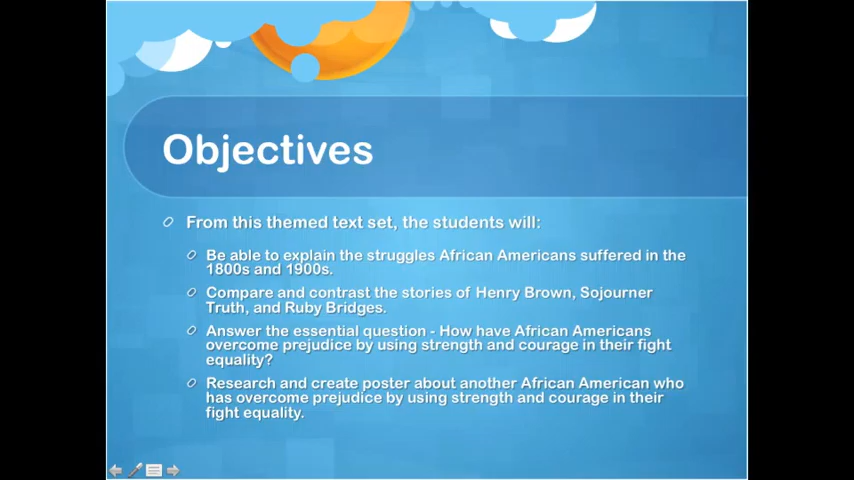 Objectives
From this themed text set, the students will:
Be able to explain the struggles African Americans suffered in the
1800s and 1900s.
Compare and contrast the stories of Henry Brown, Sojourner
Truth, and Ruby Bridges.
Answer the essential question - How have African Americans
overcome prejudice by using strength and courage in their fight
equality?
Research and create poster about another African American who
has overcome prejudice by using strength and courage in their
fight equality.